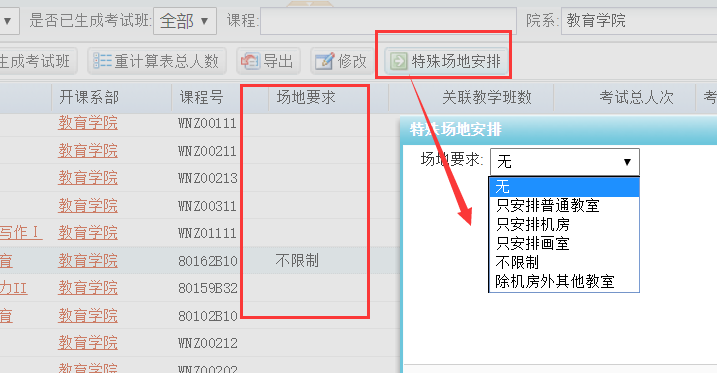 是否已生成考试班: 全部 课程: 院系: 教育学院
生成考试班 重计算表总人数 导出 修改 特殊场地安排
开课系部 课程号 场地要求 关联教学班数 考试总人次 考
教育学院 WNZ00111
教育学院 WNZ00211
教育学院 WNZ00213
教育学院 WNZ00311
写作Ⅰ 教育学院 WNZ01111
育 教育学院 80162B10 不限制
力II 教育学院 80159B32
育 教育学院 80102B10
教育学院 WNZ00212
教育学院 WNZ00202
特殊场地安排
场地要求: 无
无
只安排普通教室
只安排机房
只安排画室
不限制
除机房外其他教室